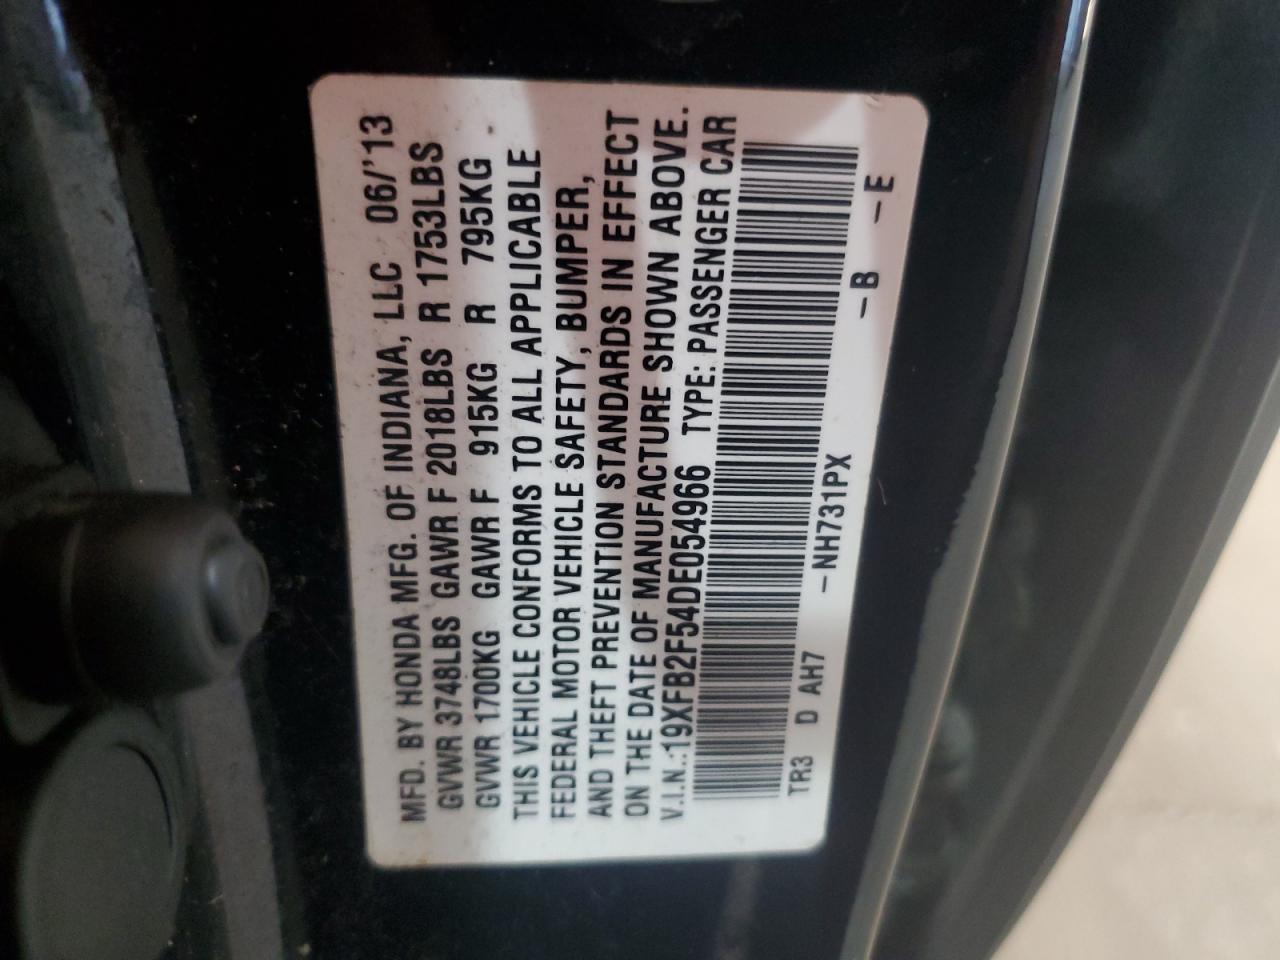 MFD. BY HONDA MFG. OF INDIANA, LLC 06/'13
GVWR 3748LBS GAWR F 2018LBS R 1753LBS
GVWR 1700KG GAWR F 915KG R 795KG
THIS VEHICLE CONFORMS TO ALL APPLICABLE
FEDERAL MOTOR VEHICLE SAFETY, BUMPER,
AND THEFT PREVENTION STANDARDS IN EFFECT
ON THE DATE OF MANUFACTURE SHOWN ABOVE.
V.I.N.:19XFB2F54DE054966 TYPE: PASSENGER CAR
TR3 D AH7 -NH731PX -B -E